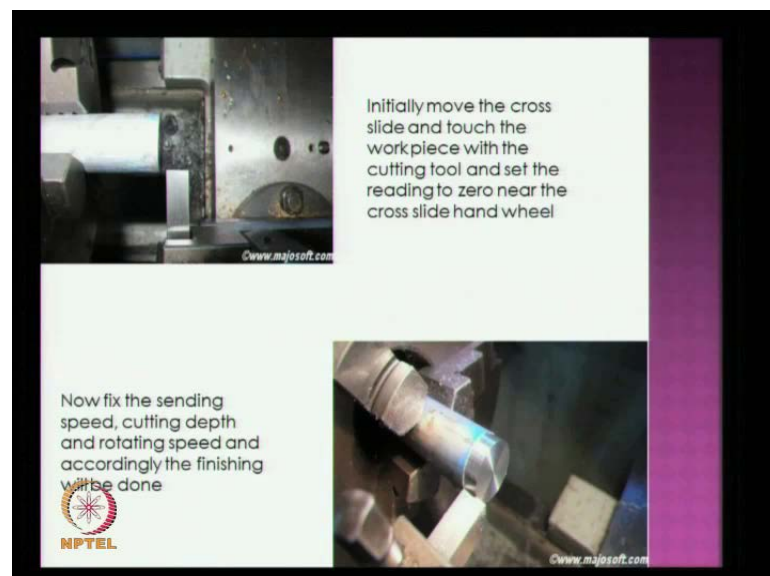 Initially move the cross
slide and touch the
workpiece with the
cutting tool and set the
reading to zero near the
cross slide hand wheel
©www.majosoft.com
Now fix the sending
speed, cutting depth
and rotating speed and
accordingly the finishing
will be done
NPTEL
©www.majosoft.com